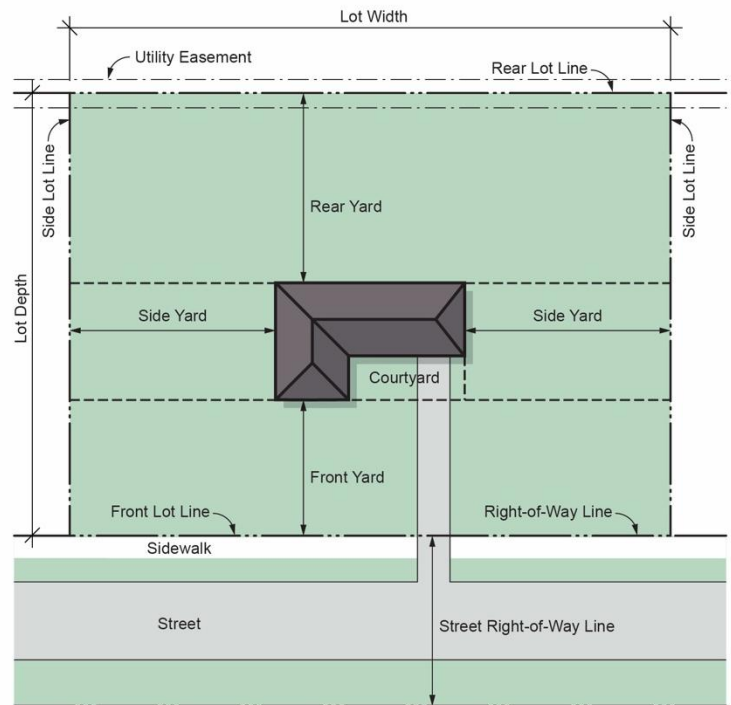 Lot Width
Utility Easement
Rear Lot Line
Side Lot Line
Side Lot Line
Rear Yard
Lot Depth
Side Yard
Side Yard
Courtyard
Front Yard
Front Lot Line
Right-of-Way Line
Sidewalk
Street
Street Right-of-Way Line